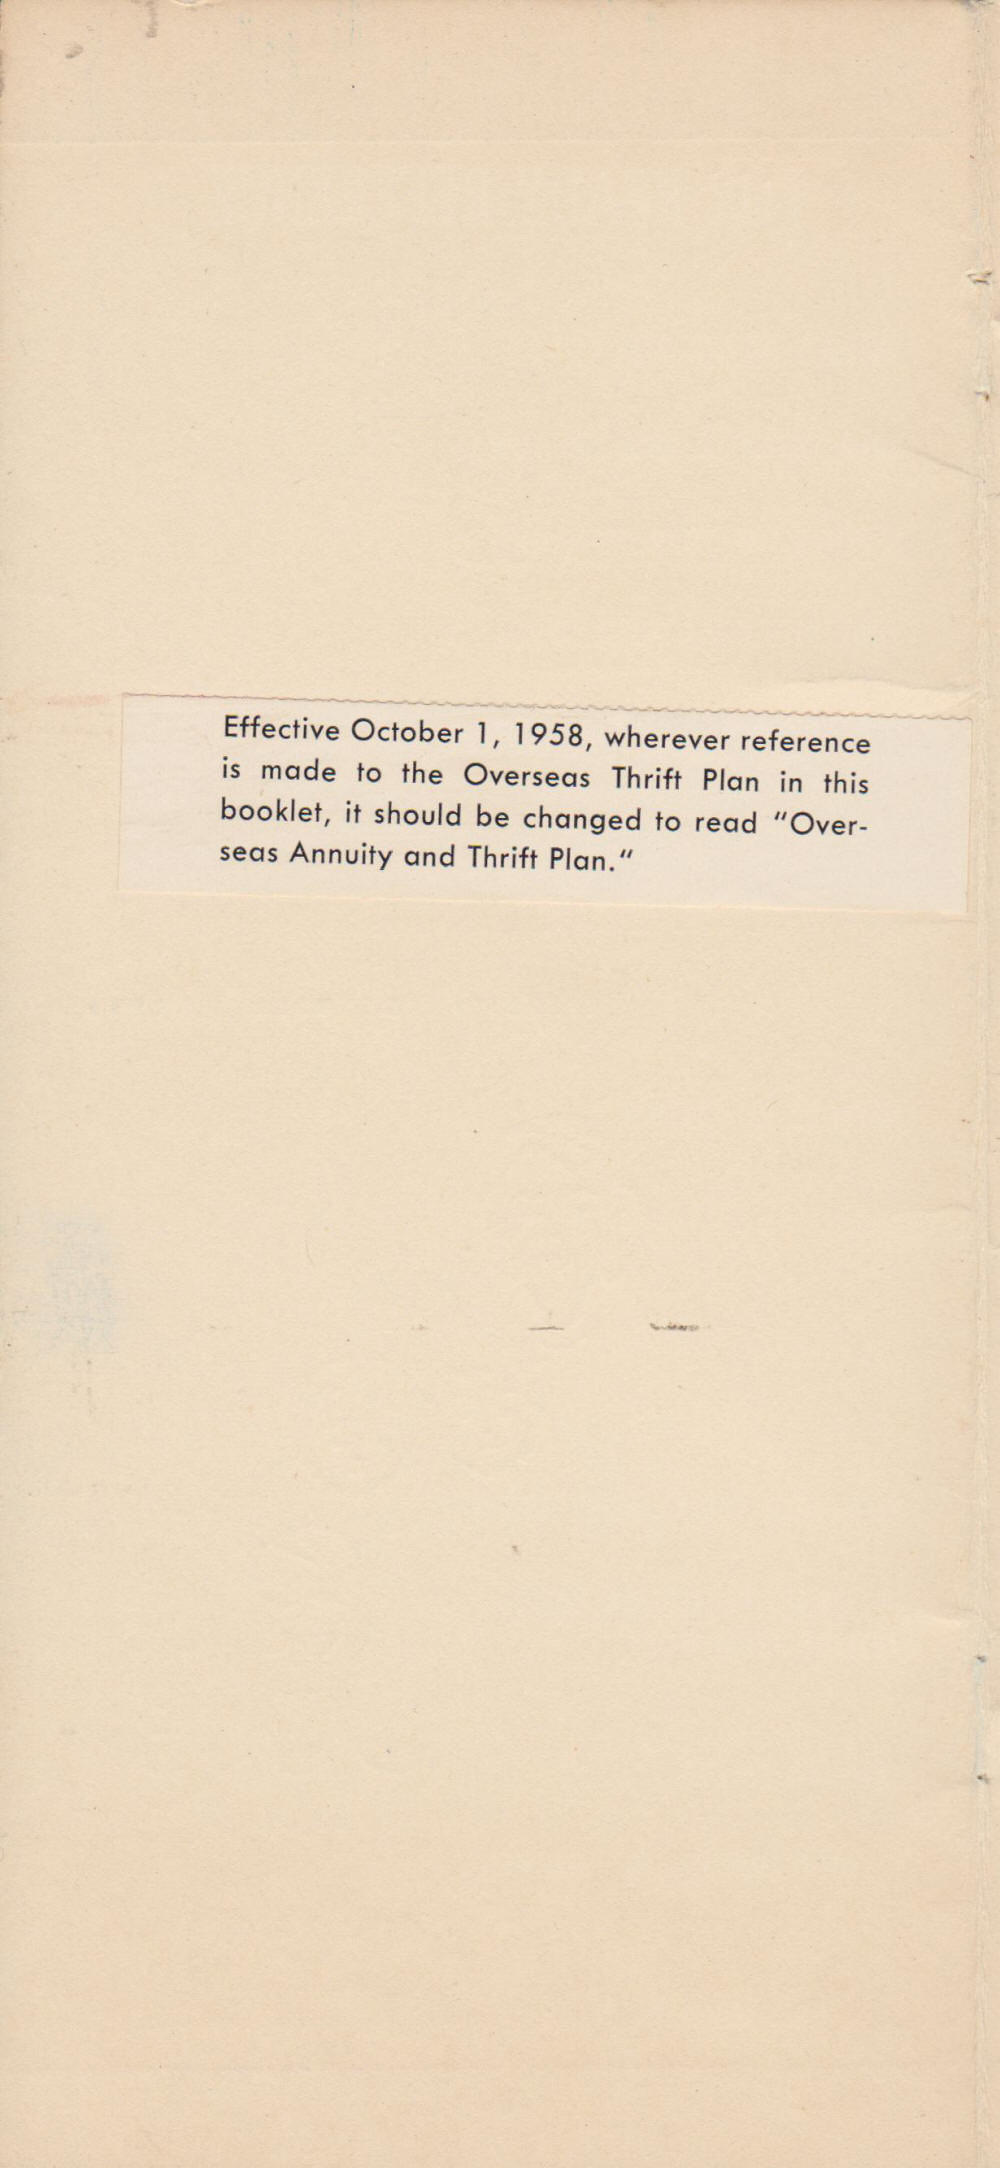 Effective October 1, 1958, wherever reference
is made to the Overseas Thrift Plan in this
booklet, it should be changed to read "Over-
seas Annuity and Thrift Plan."